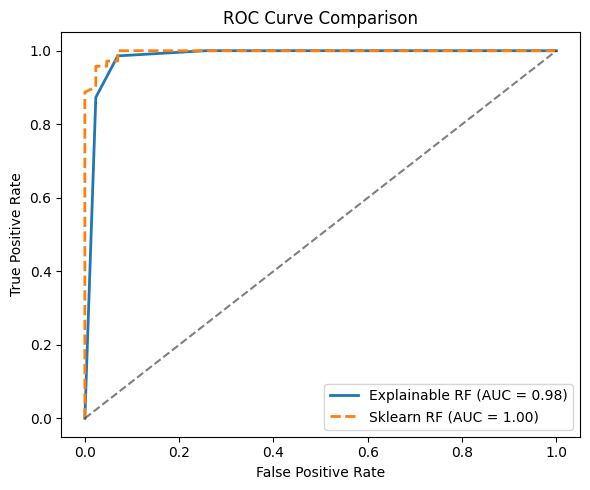 ROC Curve Comparison
True Positive Rate
1.0
0.8
0.6
0.4
0.2
0.0
Explainable RF (AUC = 0.98)
Sklearn RF (AUC = 1.00)
0.0 0.2 0.4 0.6 0.8 1.0
False Positive Rate